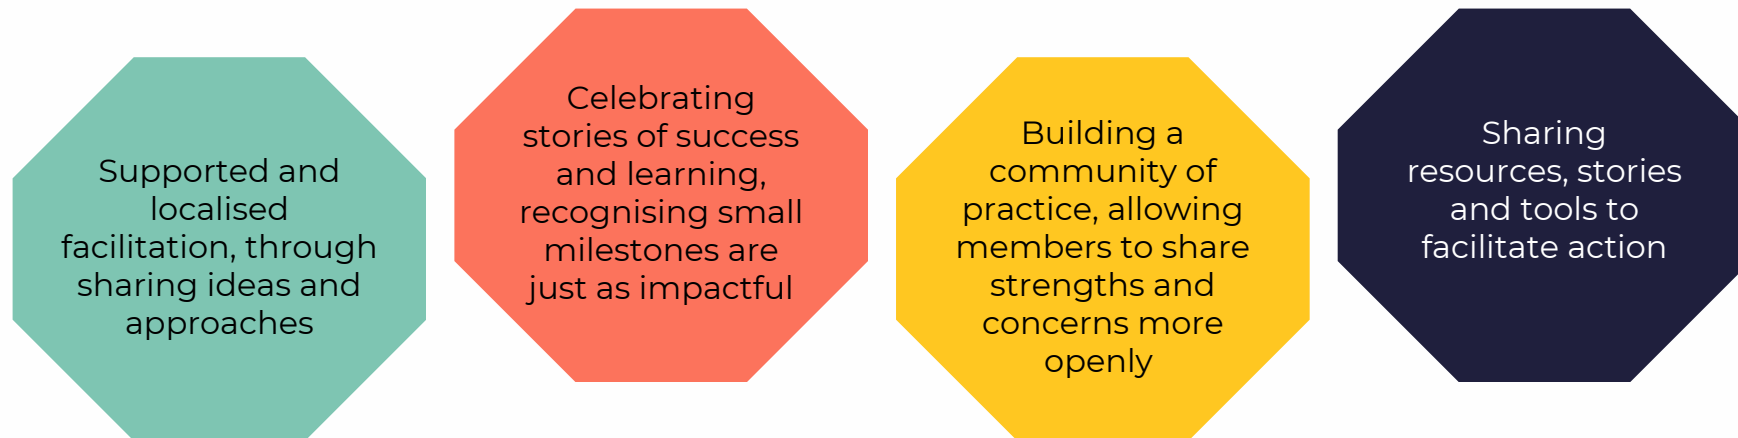 Supported and
localised
facilitation, through
sharing ideas and
approaches
Celebrating
stories of success
and learning,
recognising small
milestones are
just as impactful
Building a
community of
practice, allowing
members to share
strengths and
concerns more
openly
Sharing
resources, stories
and tools to
facilitate action